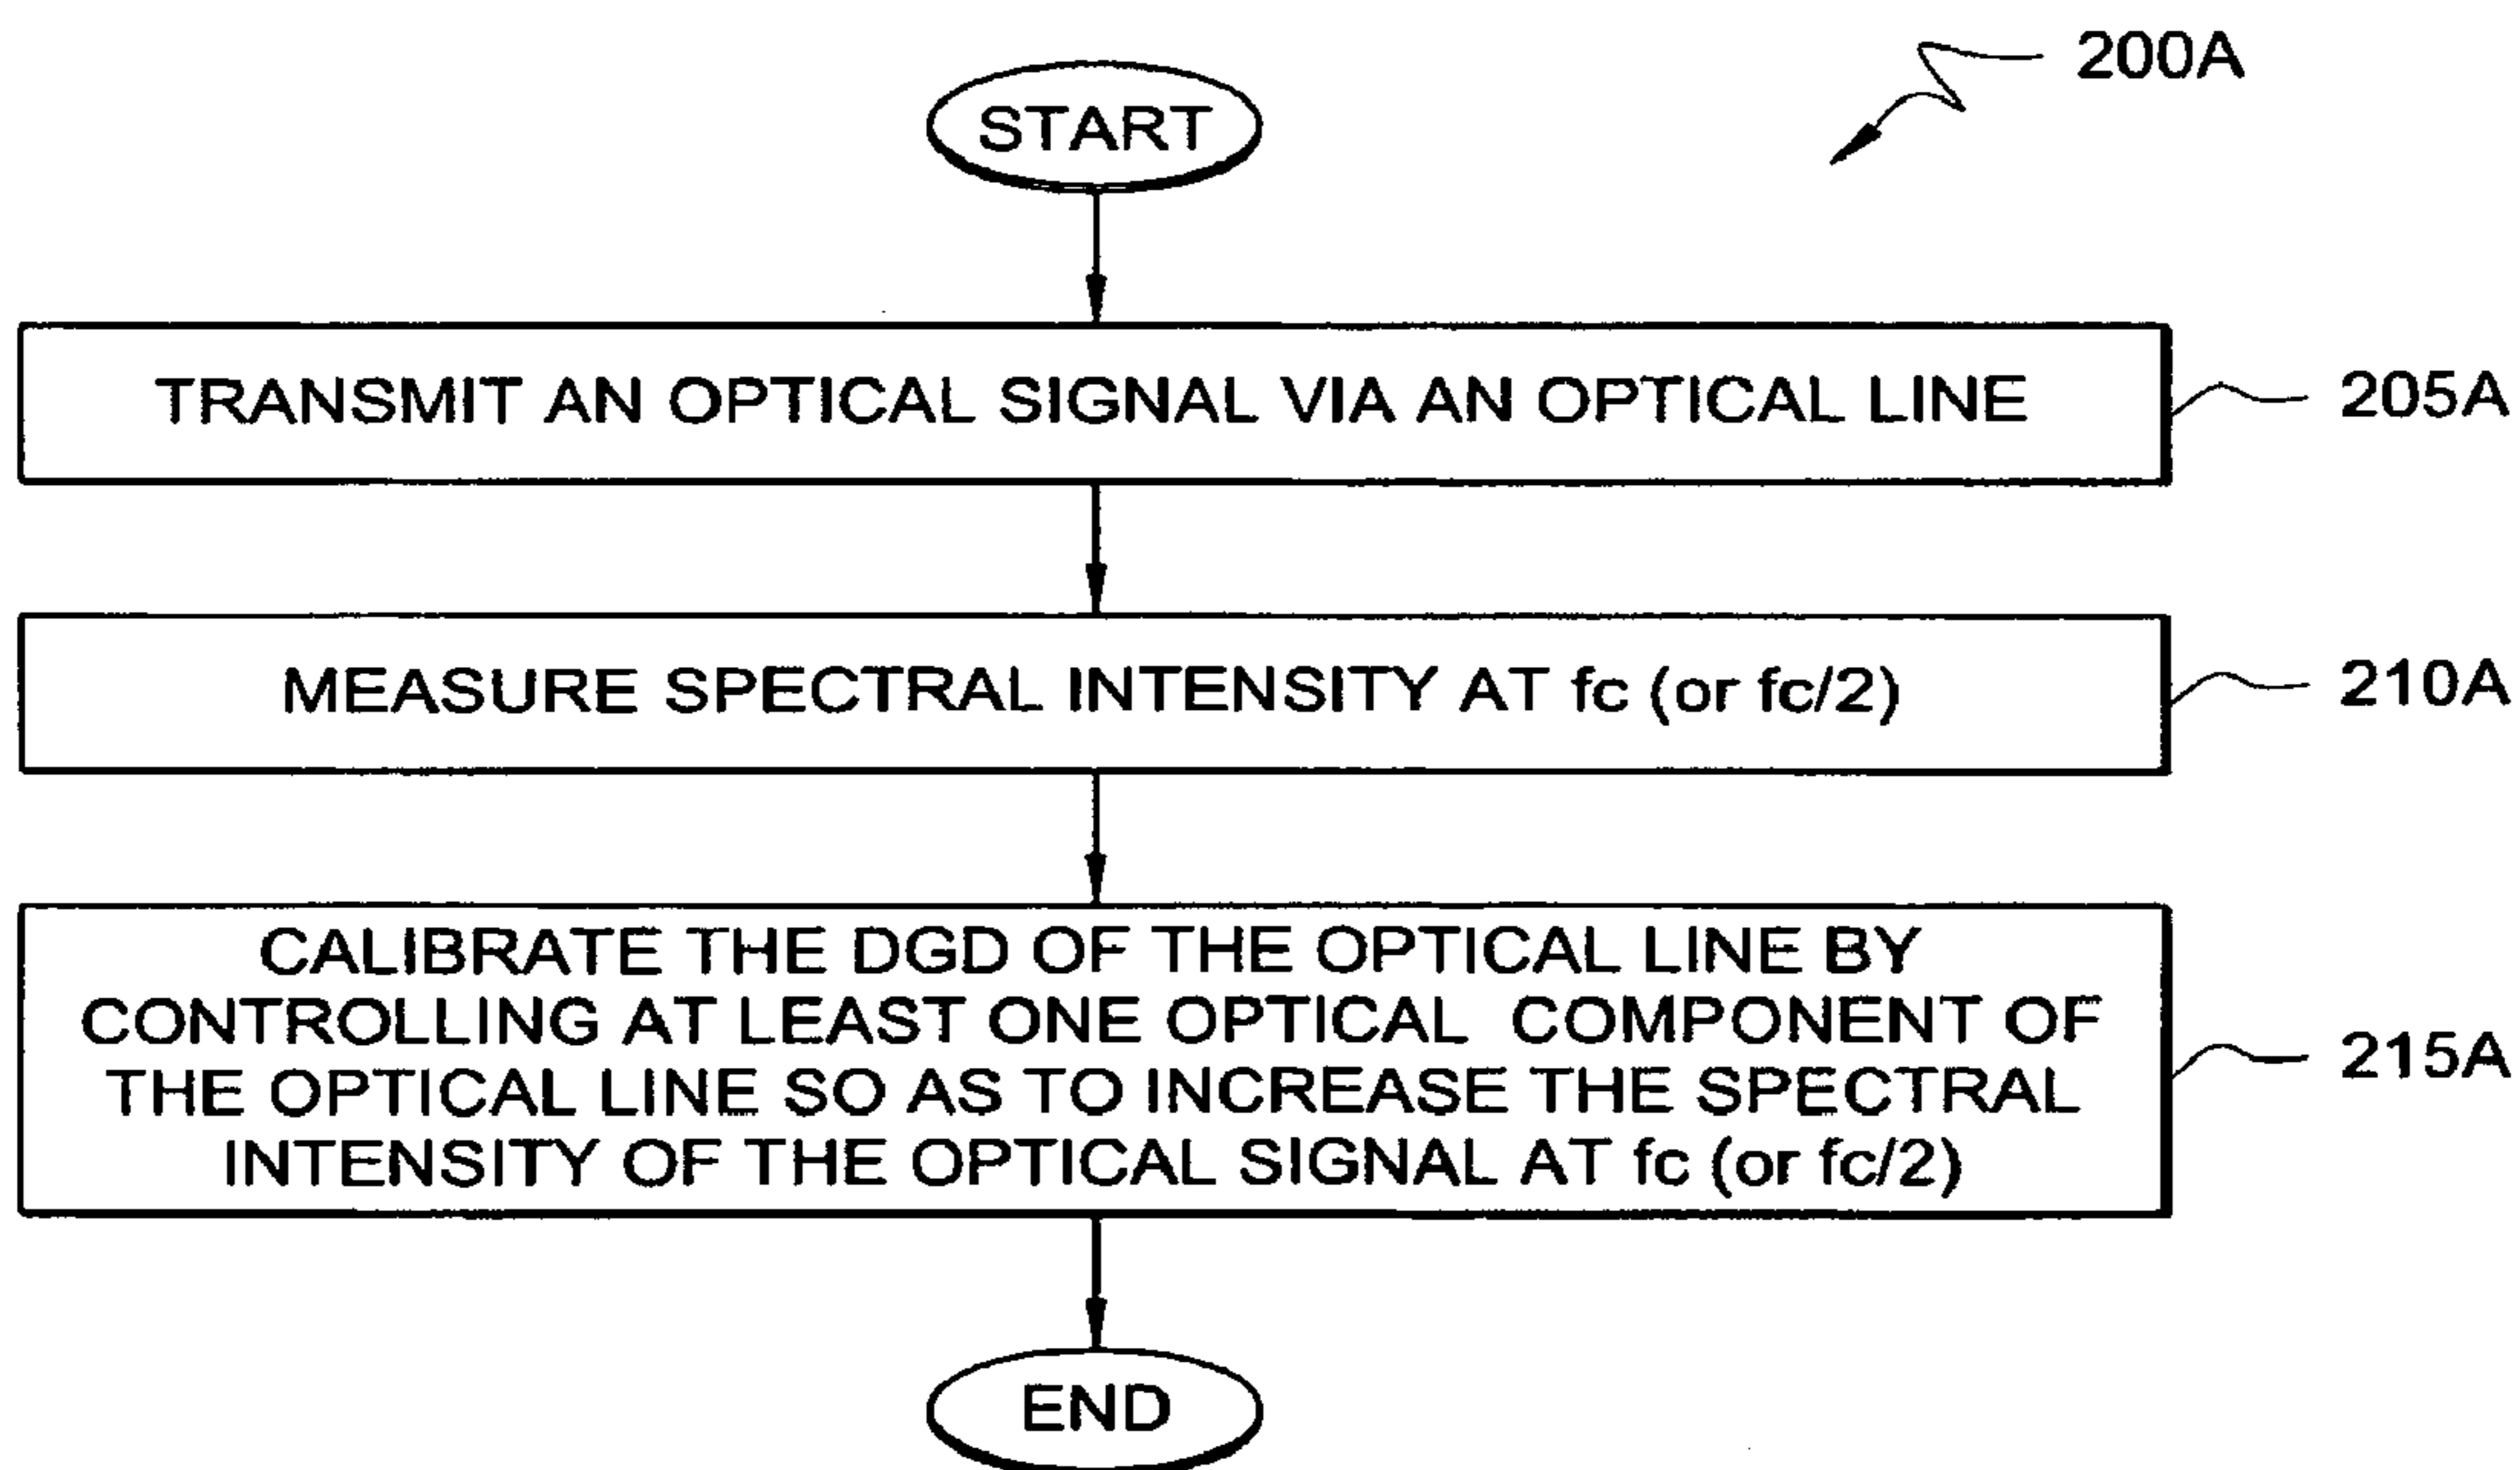 200A
START
TRANSMIT AN OPTICAL SIGNAL VIA AN OPTICAL LINE
205A
MEASURE SPECTRAL INTENSITY AT fc (or fc/2)
210A
CALIBRATE THE DGD OF THE OPTICAL LINE BY
CONTROLLING AT LEAST ONE OPTICAL COMPONENT OF
THE OPTICAL LINE SO AS TO INCREASE THE SPECTRAL
INTENSITY OF THE OPTICAL SIGNAL AT fc (or fc/2)
215A
END